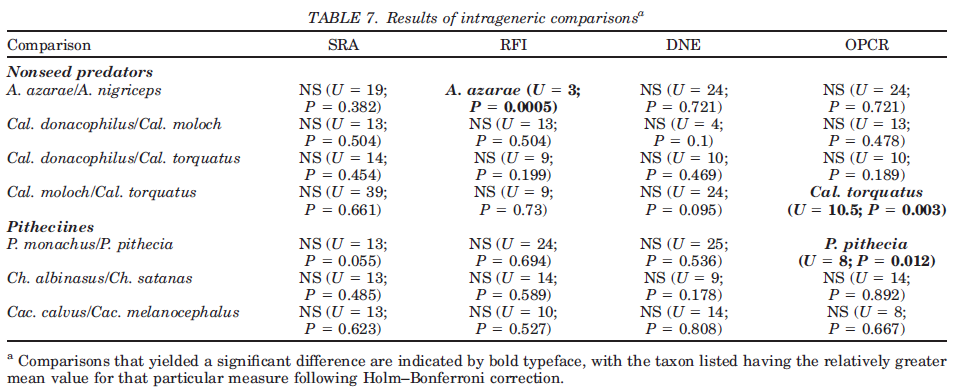 TABLE 7. Results of intrageneric comparisonsa
Comparison SRA RFI DNE OPCR
Nonseed predators
A. azarae/A. nigriceps NS (U = 19; A. azarae (U = 3; NS (U = 24; NS (U = 24;
P = 0.382) P = 0.0005) P = 0.721) P = 0.721)
Cal. donacophilus/Cal. moloch NS (U = 13; NS (U = 13; NS (U = 4; NS (U = 13;
P = 0.504) P = 0.504) P = 0.1) P = 0.478)
Cal. donacophilus/Cal. torquatus NS (U = 14; NS (U = 9; NS (U = 10; NS (U = 10;
P = 0.454) P = 0.199) P = 0.469) P = 0.189)
Cal. moloch/Cal. torquatus NS (U = 39; NS (U = 9; NS (U = 24; Cal. torquatus
P = 0.661) P = 0.73) P = 0.095) (U = 10.5; P = 0.003)
Pitheciines
P. monachus/P. pithecia NS (U = 13; NS (U = 24; NS (U = 25; P. pithecia
P = 0.055) P = 0.694) P = 0.536) (U = 8; P = 0.012)
Ch. albinasus/Ch. satanas NS (U = 13; NS (U = 14; NS (U = 9; NS (U = 14;
P = 0.485) P = 0.589) P = 0.178) P = 0.892)
Cac. calvus/Cac. melanocephalus NS (U = 13; NS (U = 10; NS (U = 14; NS (U = 8;
P = 0.623) P = 0.527) P = 0.808) P = 0.667)
a Comparisons that yielded a significant difference are indicated by bold typeface, with the taxon listed having the relatively greater
mean value for that particular measure following Holm–Bonferroni correction.